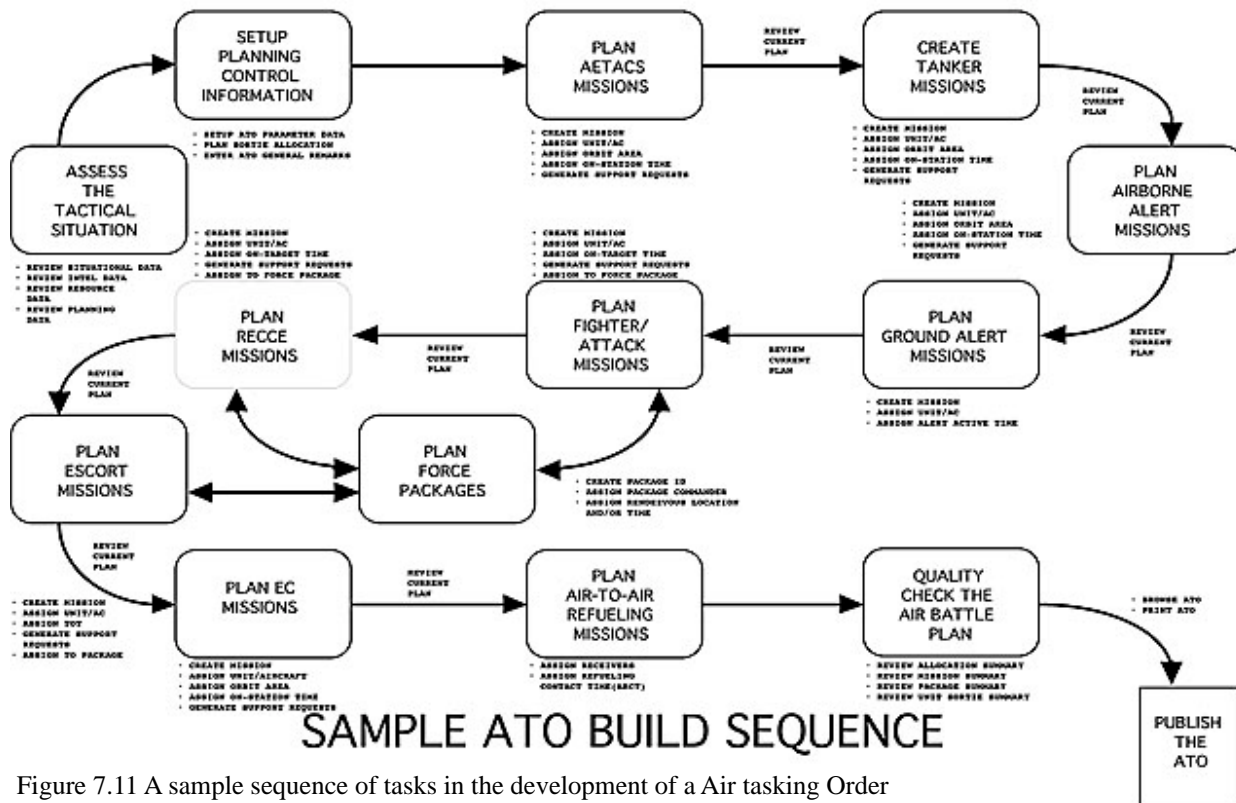 SETUP
PLANNING
CONTROL
INFORMATION
- SETUP ATO PARAMETER DATA
- PLAN SORTIE ALLOCATION
- ENTER ATO GENERAL REMARKS
PLAN
AETACS
MISSIONS
- CREATE MISSION
- ASSIGN UNIT/AC
- ASSIGN ORBIT AREA
- ASSIGN ON-STATION TIME
- GENERATE SUPPORT REQUESTS
REVIEW
CURRENT
PLAN
CREATE
TANKER
MISSIONS
- CREATE MISSION
- ASSIGN UNIT/AC
- ASSIGN ORBIT AREA
- ASSIGN ON-STATION TIME
- GENERATE SUPPORT
REQUESTS
REVIEW
CURRENT
PLAN
ASSESS
THE
TACTICAL
SITUATION
- REVIEW SITUATIONAL DATA
- REVIEW INTEL DATA
- REVIEW RESOURCE
DATA
- REVIEW PLANNING
DATA
PLAN
AIRBORNE
ALERT
MISSIONS
- CREATE MISSION
- ASSIGN UNIT/AC
- ASSIGN ORBIT AREA
- ASSIGN ON-STATION TIME
- GENERATE SUPPORT
REQUESTS
REVIEW
CURRENT
PLAN
PLAN
GROUND ALERT
MISSIONS
- CREATE MISSION
- ASSIGN UNIT/AC
- ASSIGN ALERT ACTIVE TIME
REVIEW
CURRENT
PLAN
- CREATE MISSION
- ASSIGN UNIT/AC
- ASSIGN ON-TARGET TIME
- GENERATE SUPPORT REQUESTS
- ASSIGN TO FORCE PACKAGE
PLAN
FIGHTER/
ATTACK
MISSIONS
REVIEW
CURRENT
PLAN
- CREATE MISSION
- ASSIGN UNIT/AC
- ASSIGN ON-TARGET TIME
- GENERATE SUPPORT REQUESTS
- ASSIGN TO FORCE PACKAGE
PLAN
RECCE
MISSIONS
REVIEW
CURRENT
PLAN
PLAN
ESCORT
MISSIONS
PLAN
FORCE
PACKAGES
- CREATE PACKAGE ID
- ASSIGN PACKAGE COMMANDER
- ASSIGN RENDEZVOUS LOCATION
AND/OR TIME
REVIEW
CURRENT
PLAN
- CREATE MISSION
- ASSIGN UNIT/AC
- ASSIGN TOT
- GENERATE SUPPORT
REQUESTS
- ASSIGN TO PACKAGE
PLAN EC
MISSIONS
- CREATE MISSION
- ASSIGN UNIT/AIRCRAFT
- ASSIGN ORBIT AREA
- ASSIGN ON-STATION TIME
- GENERATE SUPPORT REQUESTS
REVIEW
CURRENT
PLAN
PLAN
AIR-TO-AIR
REFUELING
MISSIONS
- ASSIGN RECEIVERS
- ASSIGN REFUELING
CONTACT TIME(ARCT)
QUALITY
CHECK THE
AIR BATTLE
PLAN
- REVIEW ALLOCATION SUMMARY
- REVIEW MISSION SUMMARY
- REVIEW PACKAGE SUMMARY
- REVIEW UNIT SORTIE SUMMARY
- BROWSE ATO
- PRINT ATO
PUBLISH
THE
ATO
SAMPLE ATO BUILD SEQUENCE
Figure 7.11 A sample sequence of tasks in the development of a Air tasking Order